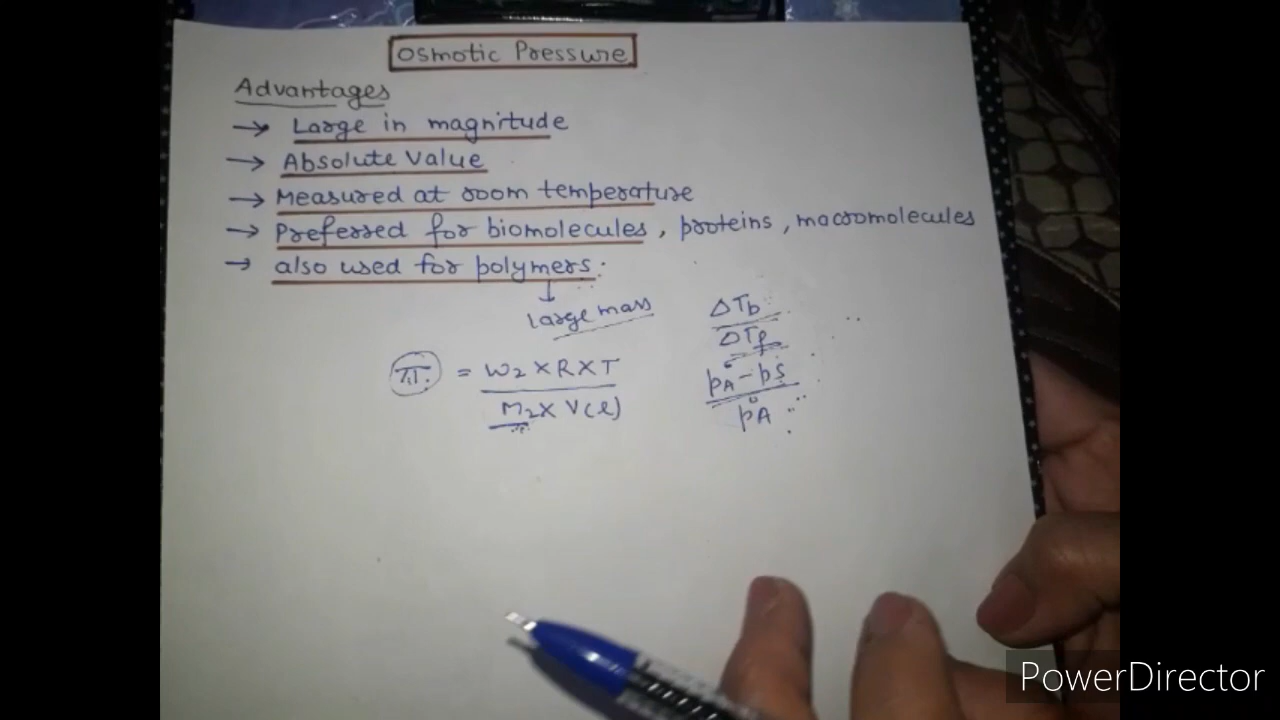 Osmotic Pressure
Advantages
→ Large in magnitude
→ Absolute Value
→ Measured at room temperature
→ Preferred for biomolecules, proteins, macromolecules
→ also used for polymers.
↓
large mass
π = W₂ × R × T
M₂ × V(l)
ΔTb
ΔTf
p°A - pS
p°A
PowerDirector